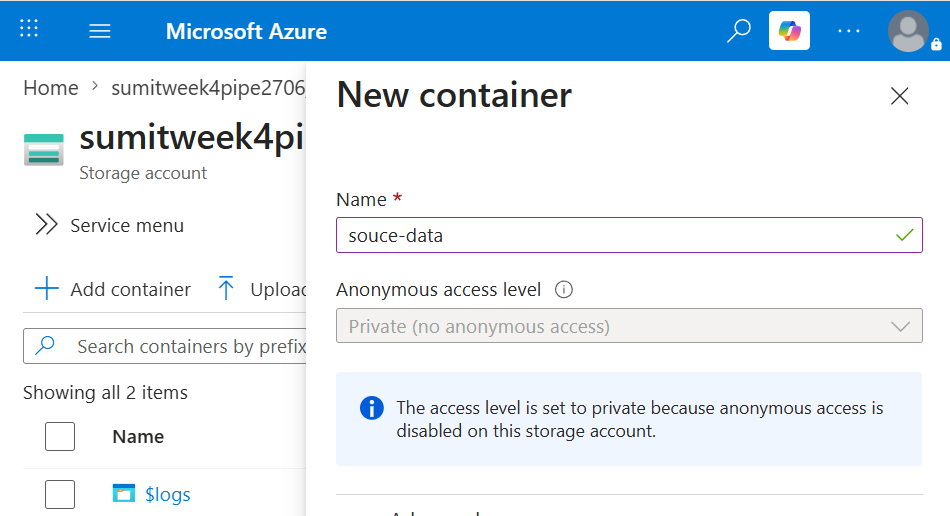 Microsoft Azure
Home > sumitweek4pipe2706
sumitweek4pi
Storage account
Service menu
Add container
Uploa
Search containers by prefix
Showing all 2 items
Name
$logs
New container
Name *
souce-data
Anonymous access level
Private (no anonymous access)
The access level is set to private because anonymous access is
disabled on this storage account.